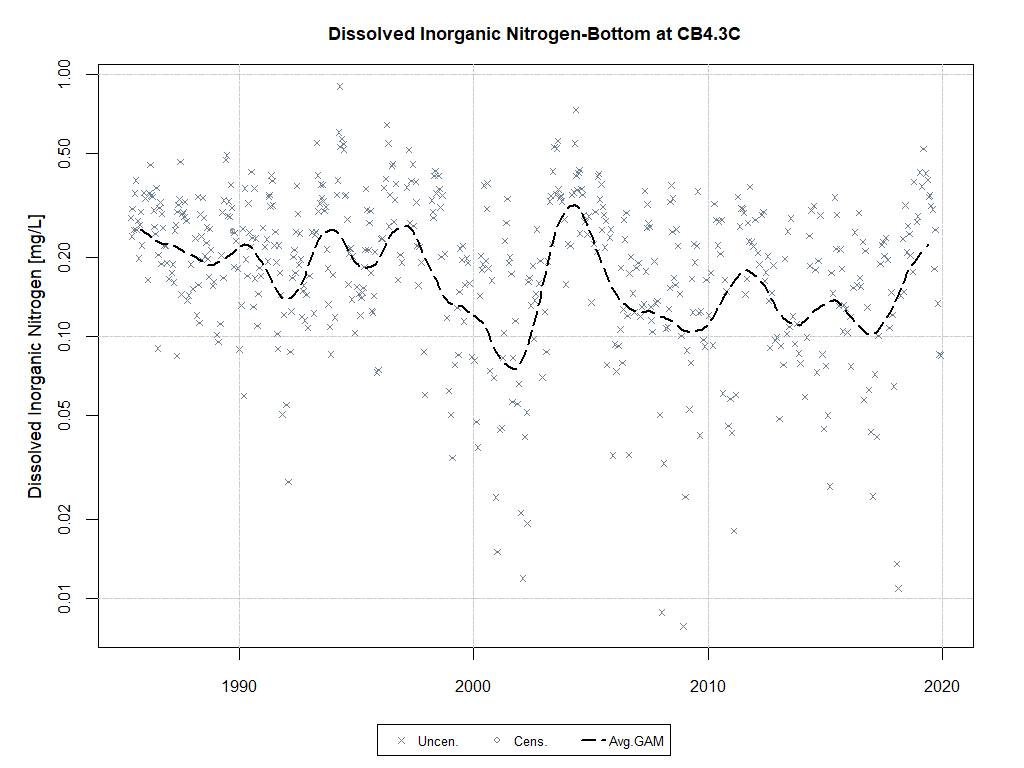 Dissolved Inorganic Nitrogen-Bottom at CB4.3C
Dissolved Inorganic Nitrogen [mg/L]
1.00
0.50
0.20
0.10
0.05
0.02
0.01
1990 2000 2010 2020
Uncen. Cens. Avg.GAM